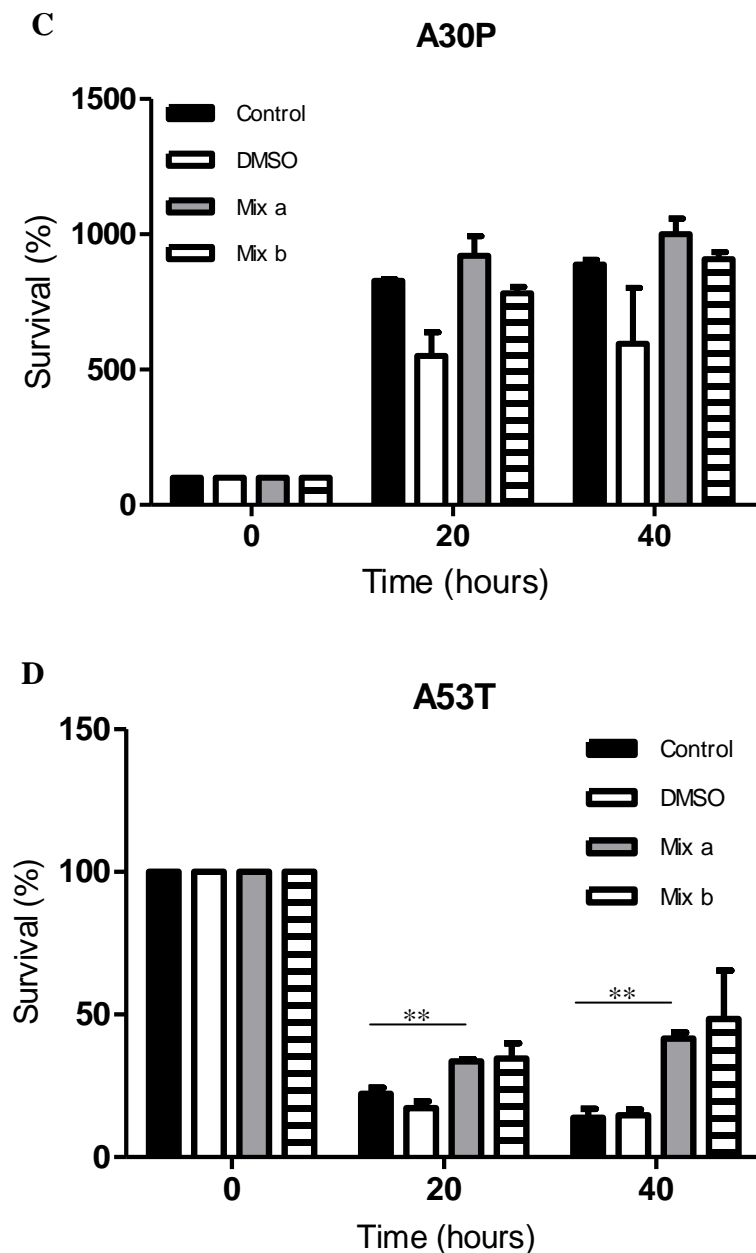 C
A30P
1500
1000
500
0
Survival (%)
Control
DMSO
Mix a
Mix b
0 20 40
Time (hours)
D
A53T
150
100
50
0
Survival (%)
Control
DMSO
Mix a
Mix b
**
**
0 20 40
Time (hours)